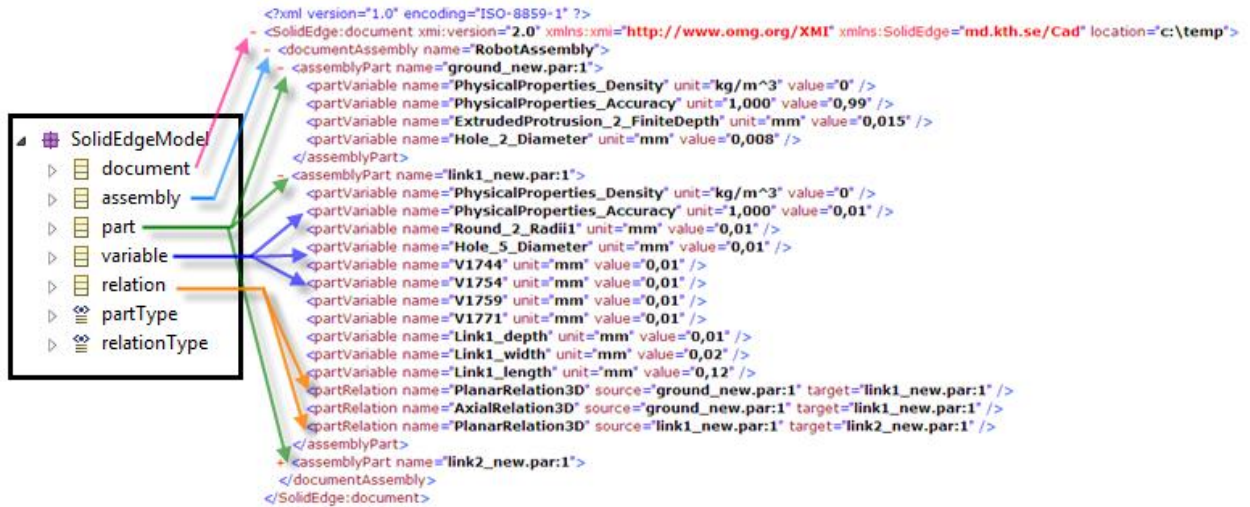 <?xml version="1.0" encoding="ISO-8859-1" ?>
- <SolidEdge:document xmi:version="2.0" xmlns:xmi="http://www.omg.org/XMI" xmlns:SolidEdge="md.kth.se/Cad" location="c:\temp">
- <documentAssembly name="RobotAssembly">
- <assemblyPart name="ground_new.par:1">
<partVariable name="PhysicalProperties_Density" unit="kg/m^3" value="0" />
<partVariable name="PhysicalProperties_Accuracy" unit="1,000" value="0,99" />
<partVariable name="ExtrudedProtrusion_2_FiniteDepth" unit="mm" value="0,015" />
<partVariable name="Hole_2_Diameter" unit="mm" value="0,008" />
</assemblyPart>
- <assemblyPart name="link1_new.par:1">
<partVariable name="PhysicalProperties_Density" unit="kg/m^3" value="0" />
<partVariable name="PhysicalProperties_Accuracy" unit="1,000" value="0,01" />
<partVariable name="Round_2_Radii1" unit="mm" value="0,01" />
<partVariable name="Hole_5_Diameter" unit="mm" value="0,01" />
<partVariable name="V1744" unit="mm" value="0,01" />
<partVariable name="V1754" unit="mm" value="0,01" />
<partVariable name="V1759" unit="mm" value="0,01" />
<partVariable name="V1771" unit="mm" value="0,01" />
<partVariable name="Link1_depth" unit="mm" value="0,01" />
<partVariable name="Link1_width" unit="mm" value="0,02" />
<partVariable name="Link1_length" unit="mm" value="0,12" />
<partRelation name="PlanarRelation3D" source="ground_new.par:1" target="link1_new.par:1" />
<partRelation name="AxialRelation3D" source="ground_new.par:1" target="link1_new.par:1" />
<partRelation name="PlanarRelation3D" source="link1_new.par:1" target="link2_new.par:1" />
</assemblyPart>
+ <assemblyPart name="link2_new.par:1">
</documentAssembly>
</SolidEdge:document>
SolidEdgeModel
document
assembly
part
variable
relation
partType
relationType